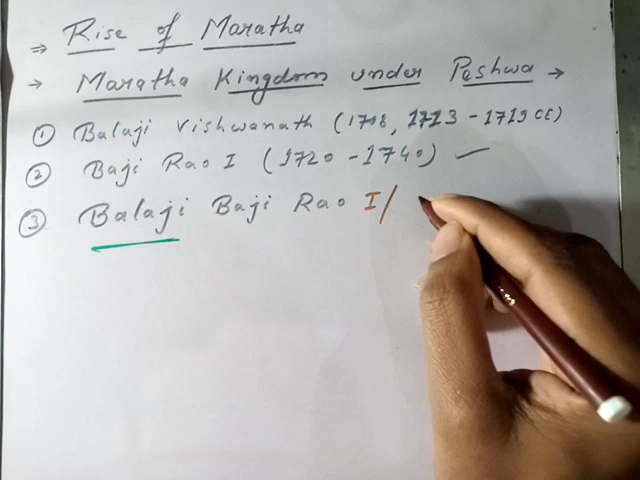 ⇒ Rise of Maratha
→ Maratha Kingdom under Peshwa →
① Balaji Vishwanath (1708, 1713 - 1719 CE)
② Baji Rao I (1720 - 1740) —
③ Balaji Baji Rao I/